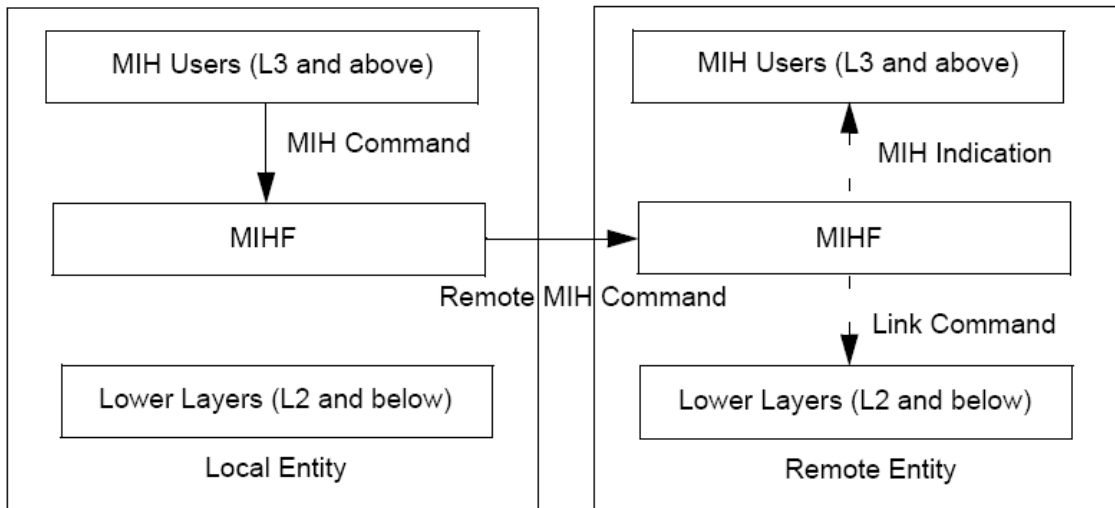 MIH Users (L3 and above)
MIH Command
MIHF
Remote MIH Command
Lower Layers (L2 and below)
Local Entity
MIH Users (L3 and above)
MIH Indication
MIHF
Link Command
Lower Layers (L2 and below)
Remote Entity